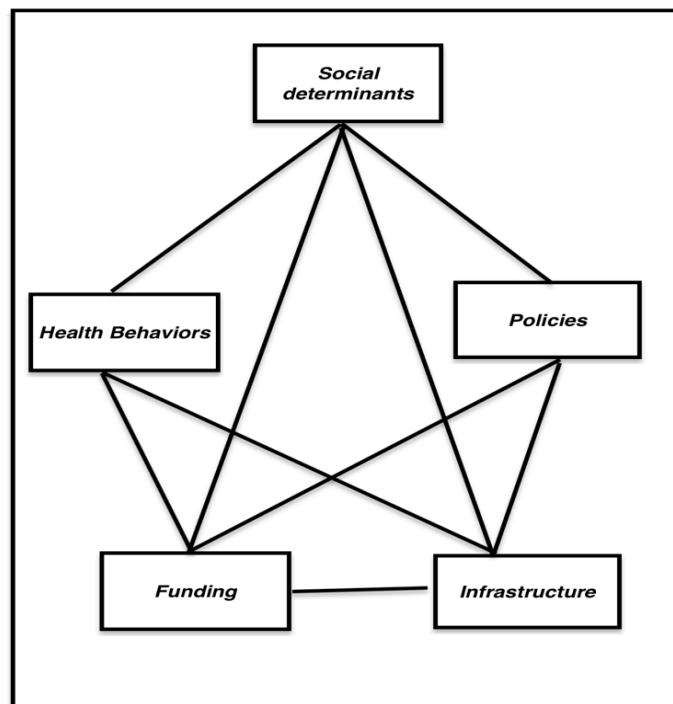 Social
determinants
Health Behaviors
Policies
Funding
Infrastructure